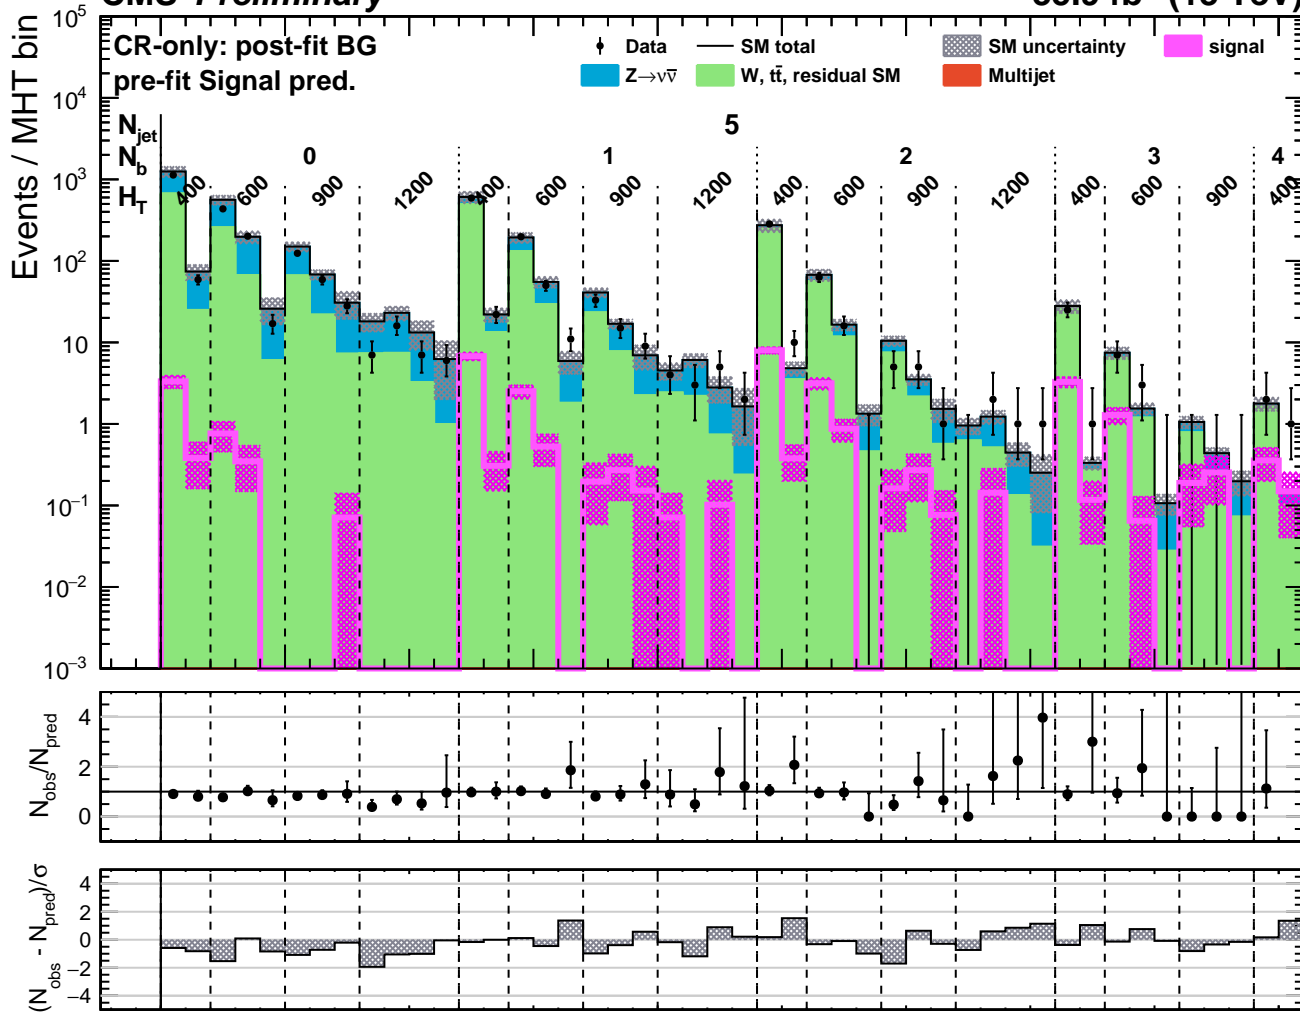 Preliminary
Events / MHT bin
10^5
10^4
10^3
10^2
10
1
10^−1
10^−2
10^−3
CR-only: post-fit BG
pre-fit Signal pred.
Data
SM total
SM uncertainty
signal
Z→νν̅
W, tt̅, residual SM
Multijet
N_jet 5
N_b 0 1 2 3 4
H_T 400 600 900 1200 400 600 900 1200 400 600 900 1200 400 600 900 400
N_obs/N_pred
4
2
0
(N_obs - N_pred)/σ
4
2
0
−2
−4